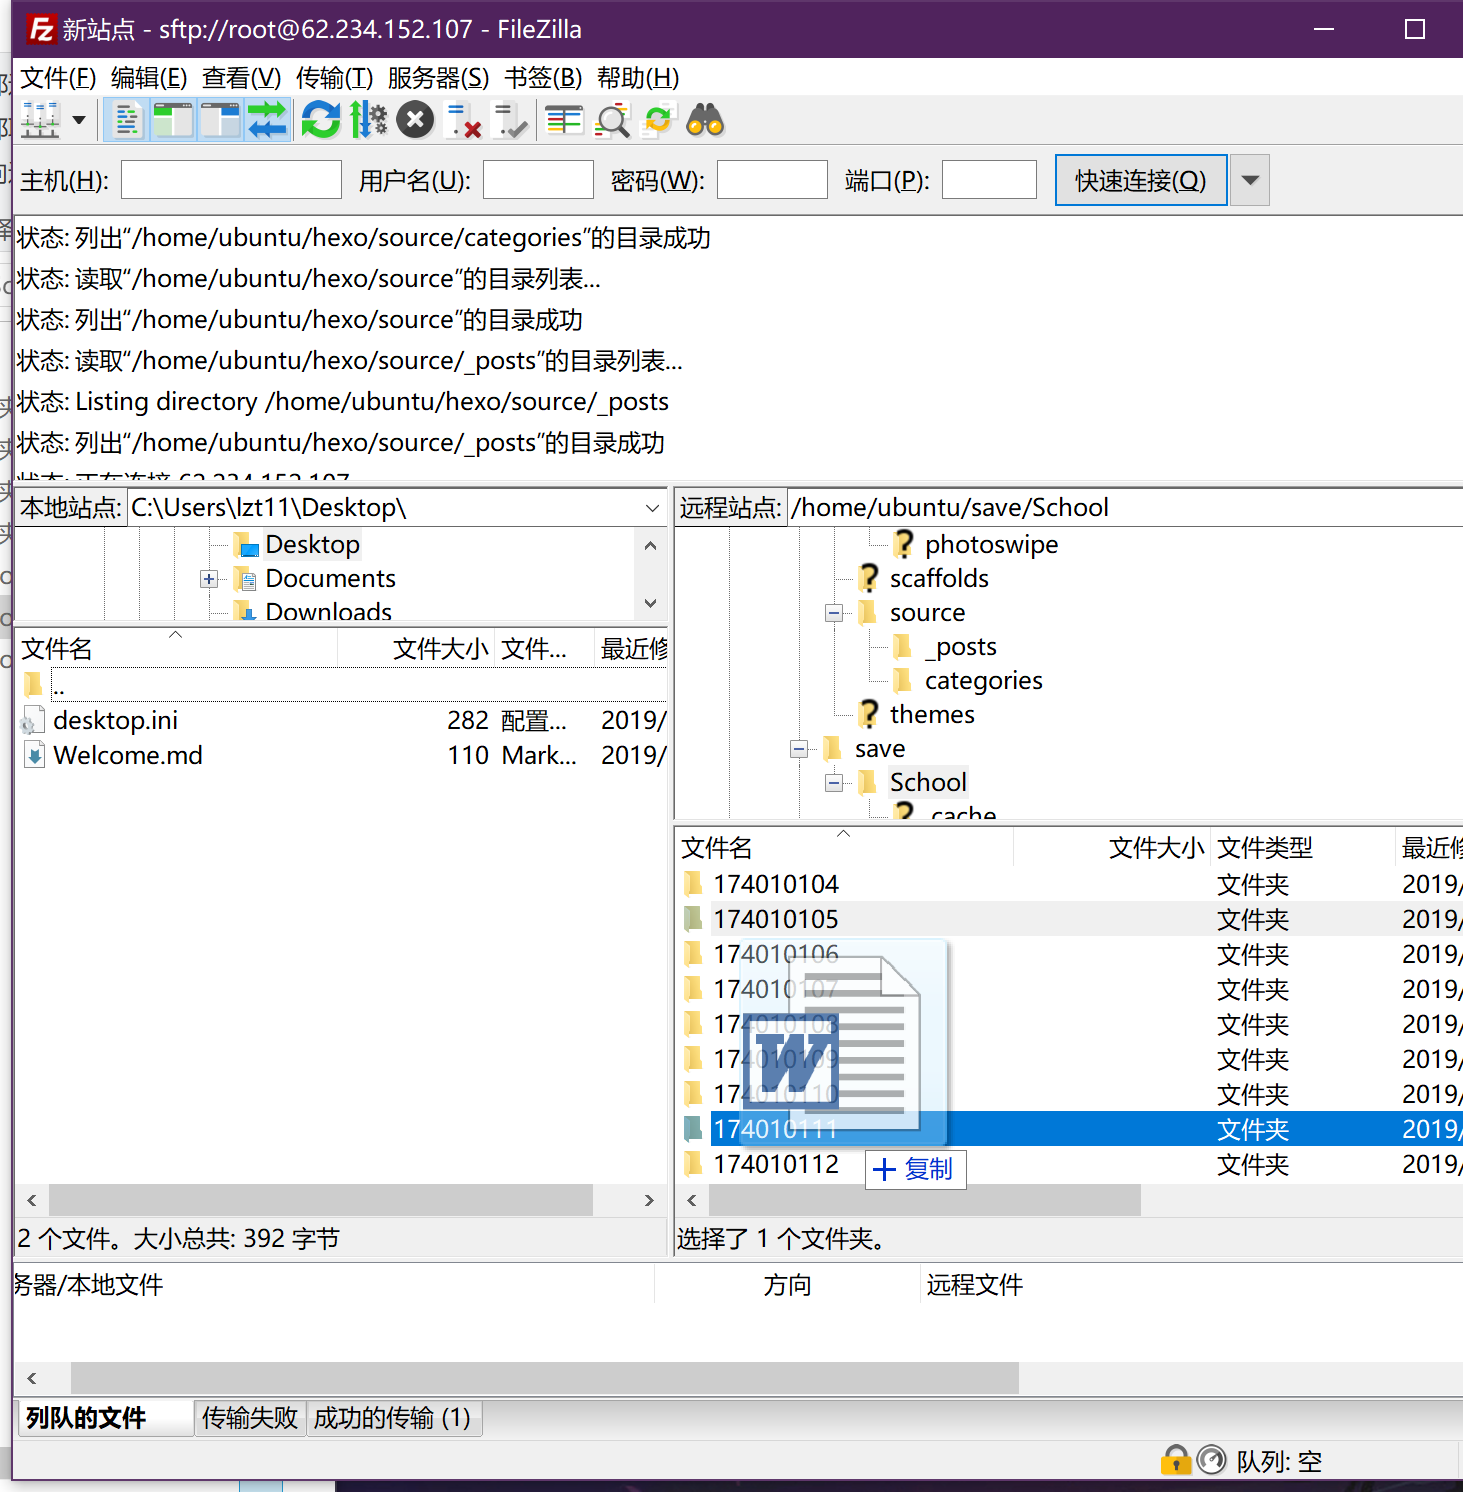 新站点 - sftp://root@62.234.152.107 - FileZilla
文件(F) 编辑(E) 查看(V) 传输(T) 服务器(S) 书签(B) 帮助(H)
主机(H): 用户名(U): 密码(W): 端口(P): 快速连接(Q)
状态: 列出“/home/ubuntu/hexo/source/categories”的目录成功
状态: 读取“/home/ubuntu/hexo/source”的目录列表...
状态: 列出“/home/ubuntu/hexo/source”的目录成功
状态: 读取“/home/ubuntu/hexo/source/_posts”的目录列表...
状态: Listing directory /home/ubuntu/hexo/source/_posts
状态: 列出“/home/ubuntu/hexo/source/_posts”的目录成功
状态: 正在连接 62.234.152.107
本地站点: C:\Users\lzt11\Desktop\
Desktop
Documents
Downloads
文件名 文件大小 文件... 最近修
..
desktop.ini 282 配置... 2019/
Welcome.md 110 Mark... 2019/
2 个文件。大小总共: 392 字节
远程站点: /home/ubuntu/save/School
photoswipe
scaffolds
source
_posts
categories
themes
save
School
cache
文件名 文件大小 文件类型 最近修
174010104 文件夹 2019/
174010105 文件夹 2019/
174010106 文件夹 2019/
174010107 文件夹 2019/
174010108 文件夹 2019/
174010109 文件夹 2019/
174010110 文件夹 2019/
174010111 文件夹 2019/
174010112 文件夹 2019/
W
+ 复制
选择了 1 个文件夹。
务器/本地文件 方向 远程文件
列队的文件 传输失败 成功的传输 (1)
队列: 空